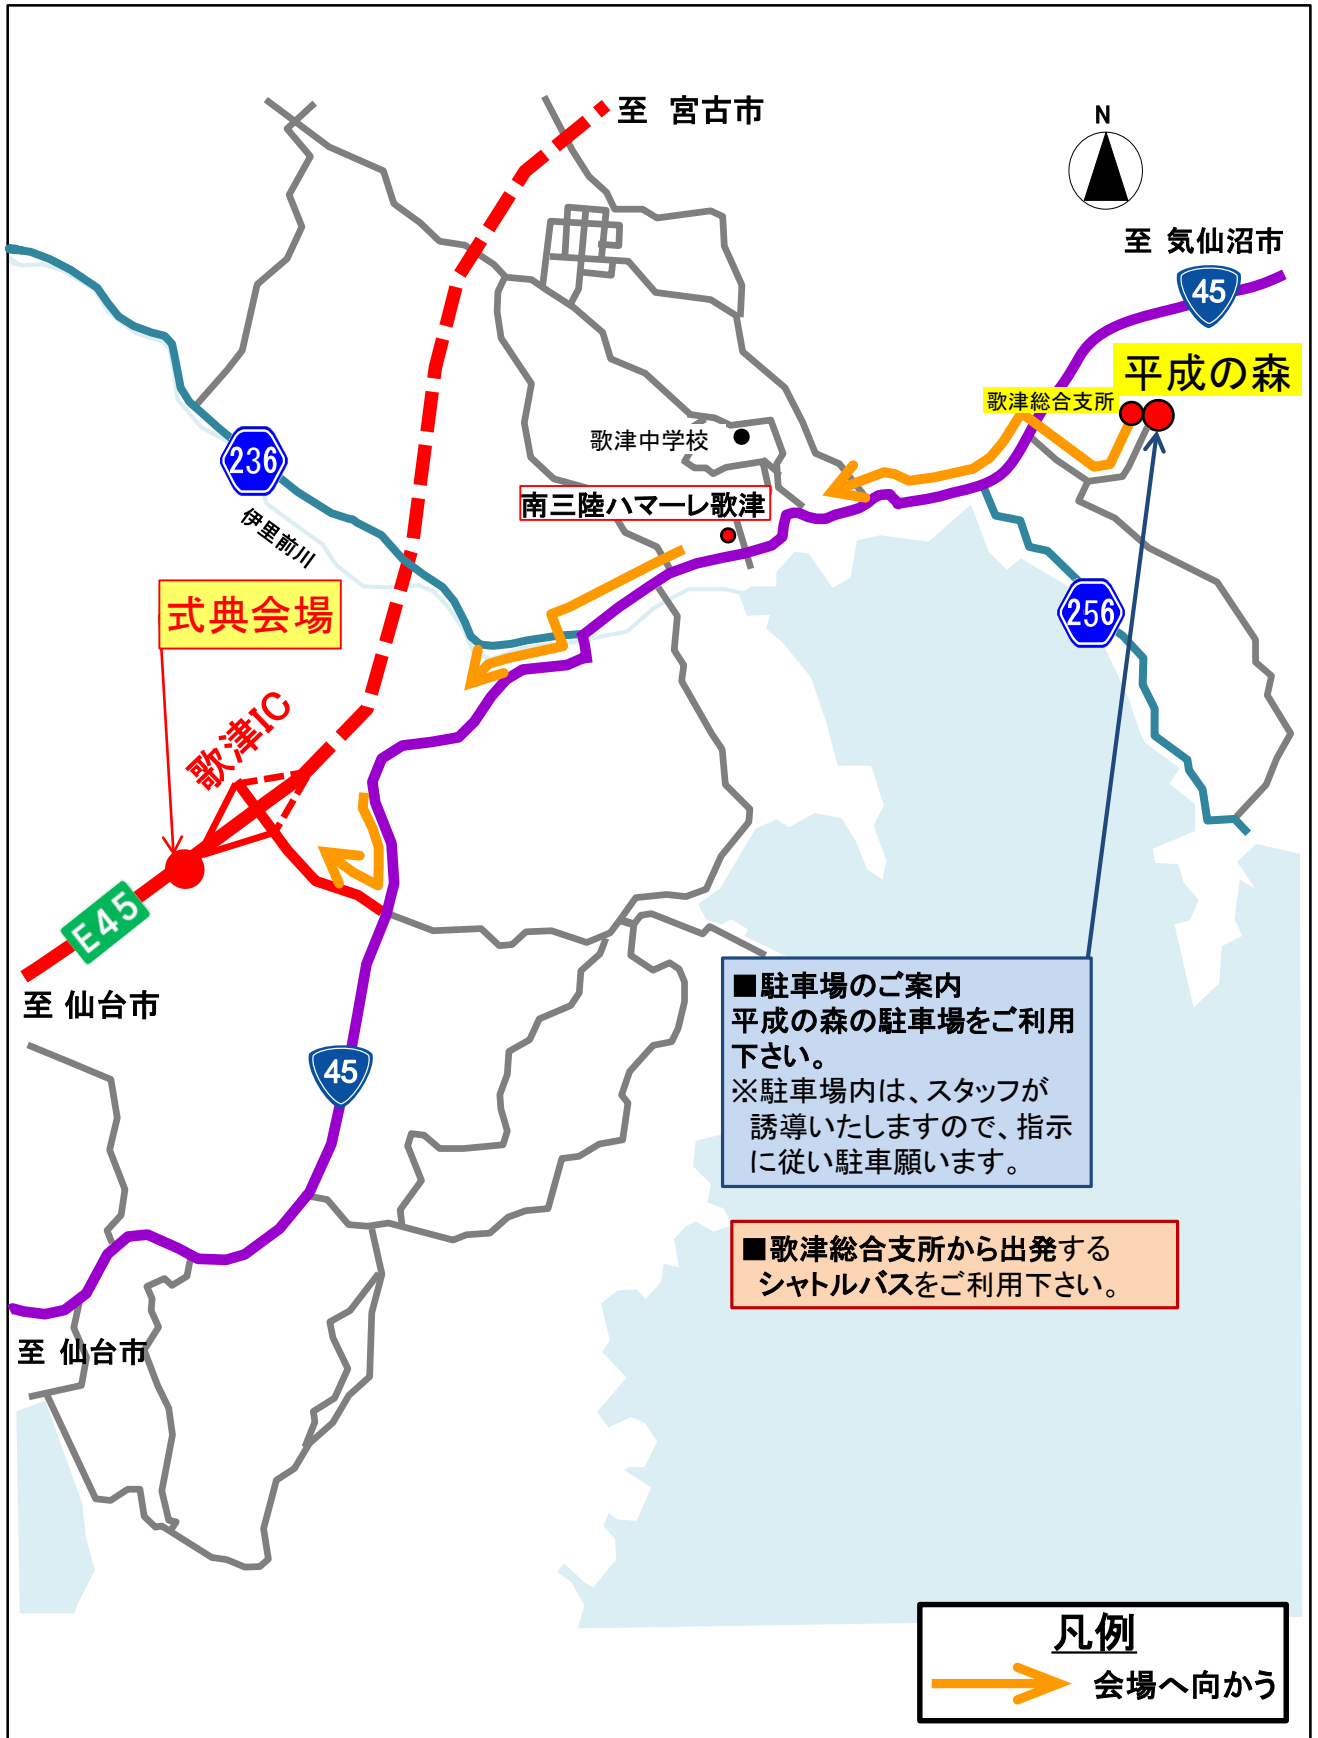 至 宮古市
N
至 気仙沼市
45
平成の森
歌津総合支所
歌津中学校
236
南三陸ハマーレ歌津
伊里前川
式典会場
256
歌津IC
E45
至 仙台市
■駐車場のご案内
平成の森の駐車場をご利用
下さい。
※駐車場内は、スタッフが
誘導いたしますので、指示
に従い駐車願います。
45
■歌津総合支所から出発する
シャトルバスをご利用下さい。
至 仙台市
凡例
会場へ向かう